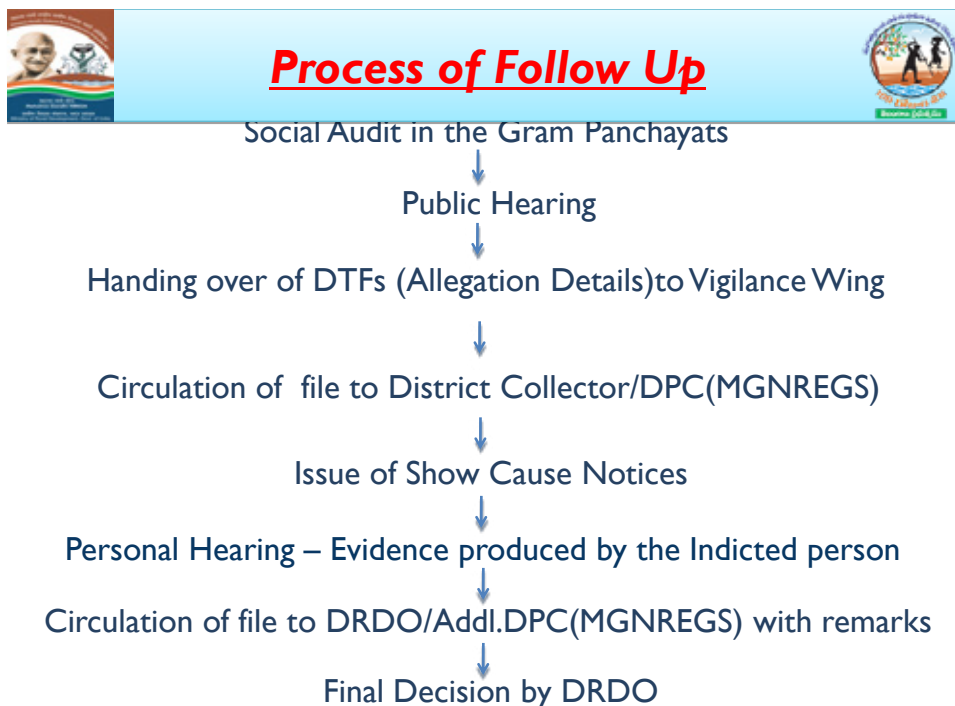 Process of Follow Up
Social Audit in the Gram Panchayats
Public Hearing
Handing over of DTFs (Allegation Details)to Vigilance Wing
Circulation of file to District Collector/DPC(MGNREGS)
Issue of Show Cause Notices
Personal Hearing – Evidence produced by the Indicted person
Circulation of file to DRDO/Addl.DPC(MGNREGS) with remarks
Final Decision by DRDO